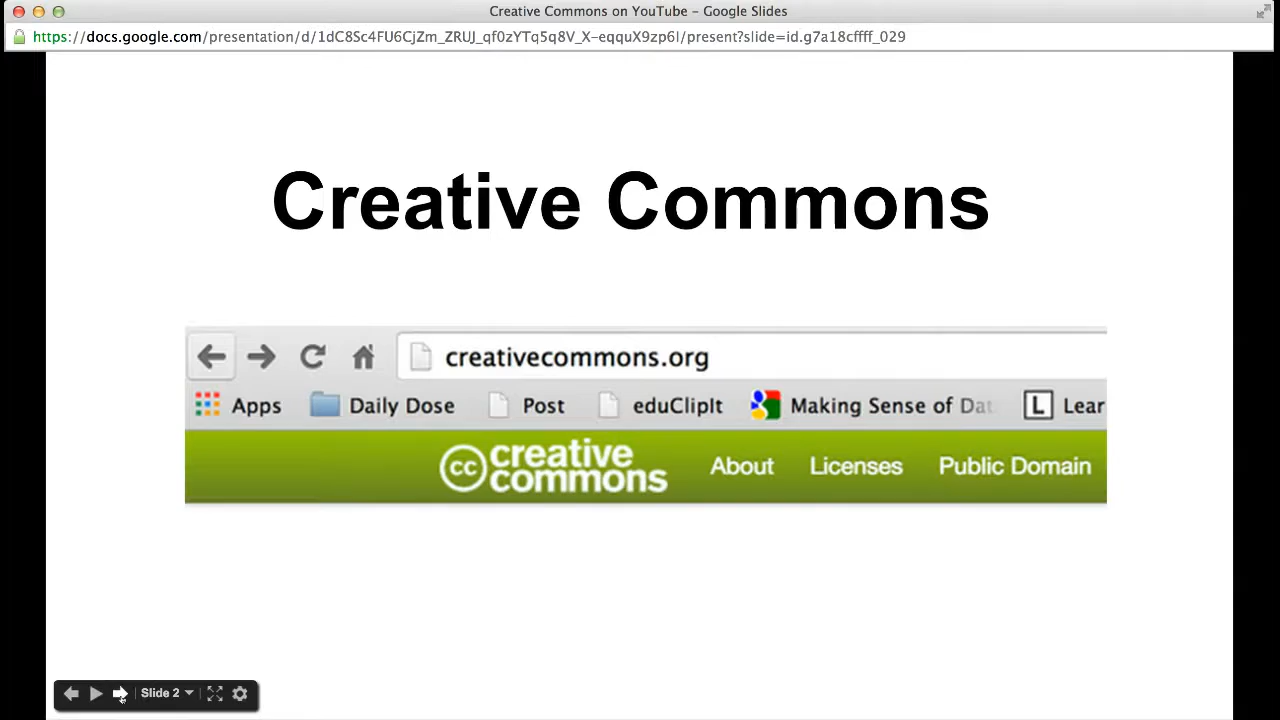 Creative Commons on YouTube - Google Slides
https://docs.google.com/presentation/d/1dC8Sc4FU6CjZm_ZRUJ_qf0zYTq5q8V_X-eqquX9zp6I/present?slide=id.g7a18cffff_029
Creative Commons
creativecommons.org
Apps Daily Dose Post eduClipIt Making Sense of Dat L Lear
cc creative commons About Licenses Public Domain
Slide 2